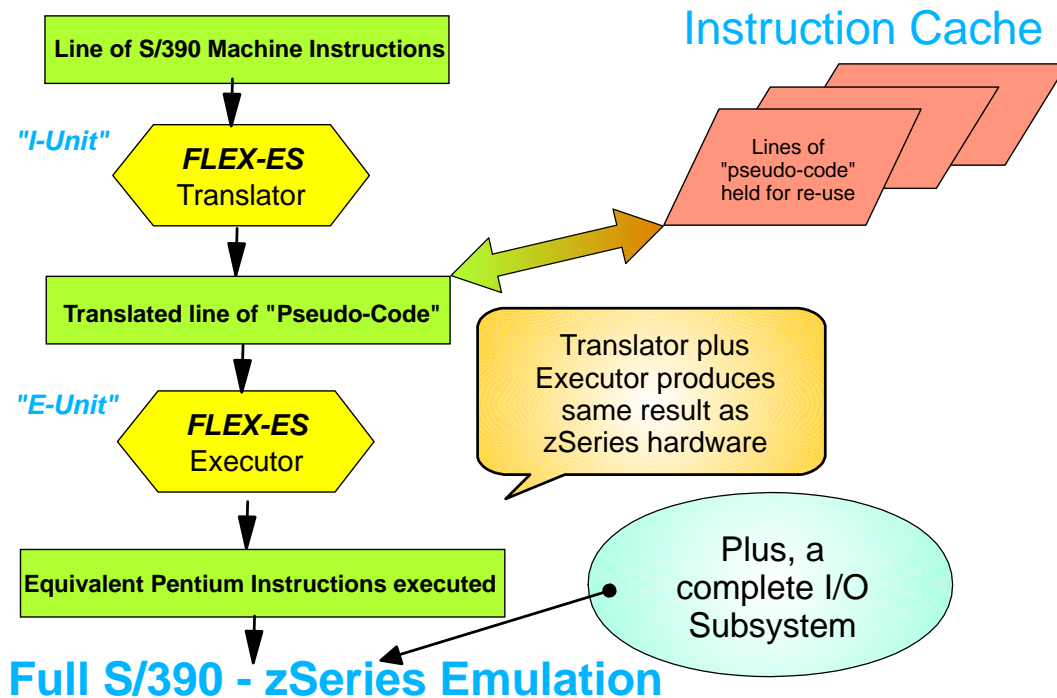 Instruction Cache
Line of S/390 Machine Instructions
"I-Unit"
FLEX-ES
Translator
Lines of
"pseudo-code"
held for re-use
Translated line of "Pseudo-Code"
Translator plus
Executor produces
same result as
zSeries hardware
"E-Unit"
FLEX-ES
Executor
Plus, a
complete I/O
Subsystem
Equivalent Pentium Instructions executed
Full S/390 - zSeries Emulation